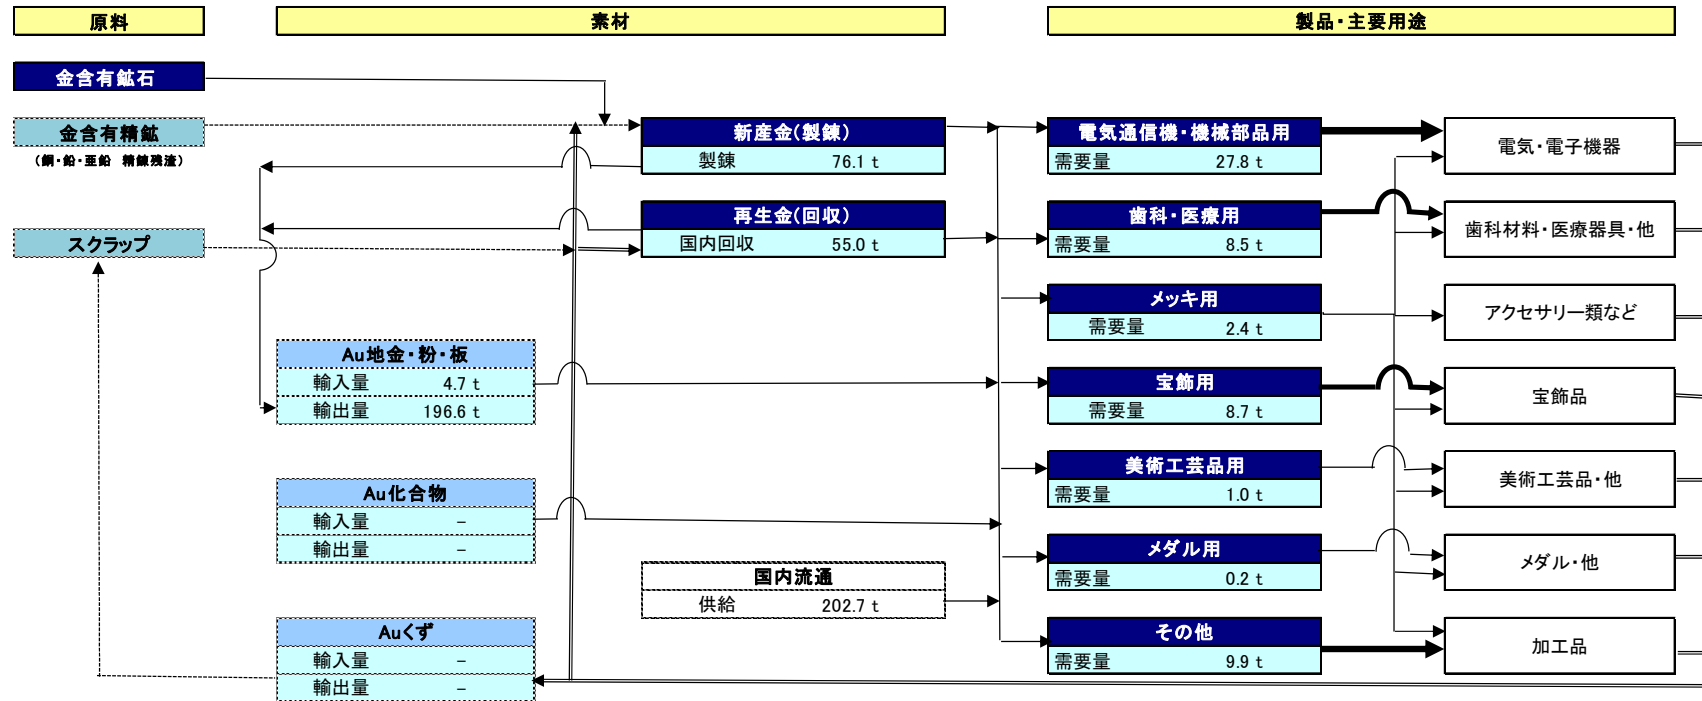 原料
素材
製品・主要用途
金含有鉱石
金含有精鉱
（銅・鉛・亜鉛　精錬残渣）
スクラップ
新産金(製錬)
製錬 76.1 t
再生金(回収)
国内回収 55.0 t
Au地金・粉・板
輸入量 4.7 t
輸出量 196.6 t
Au化合物
輸入量 −
輸出量 −
国内流通
供給 202.7 t
Auくず
輸入量 −
輸出量 −
電気通信機・機械部品用
需要量 27.8 t
歯科・医療用
需要量 8.5 t
メッキ用
需要量 2.4 t
宝飾用
需要量 8.7 t
美術工芸品用
需要量 1.0 t
メダル用
需要量 0.2 t
その他
需要量 9.9 t
電気・電子機器
歯科材料・医療器具・他
アクセサリー類など
宝飾品
美術工芸品・他
メダル・他
加工品